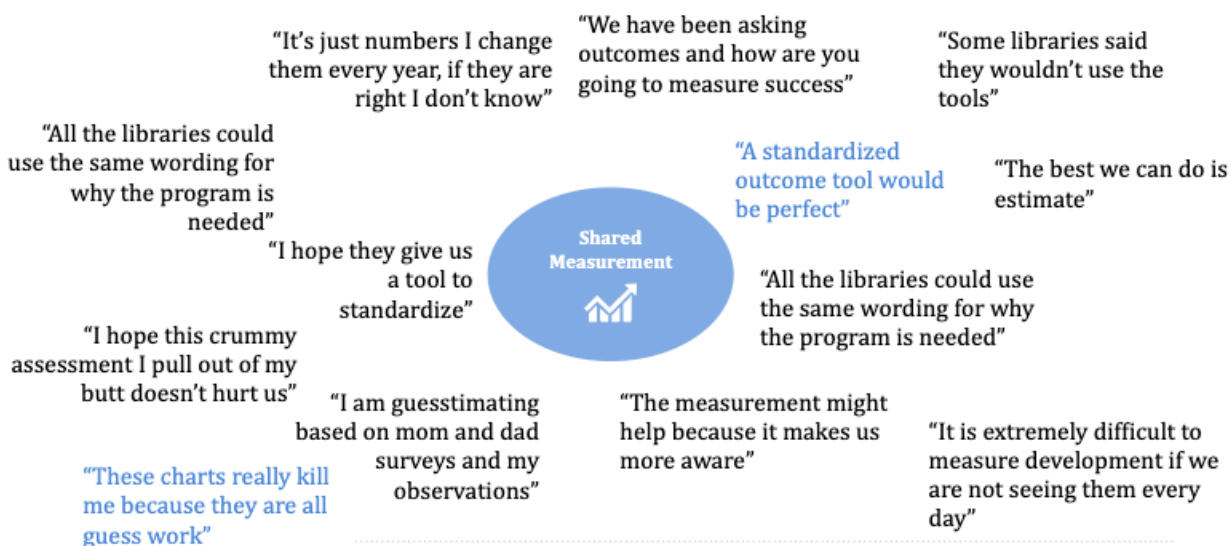 “It’s just numbers I change
them every year, if they are
right I don’t know”
“We have been asking
outcomes and how are you
going to measure success”
“Some libraries said
they wouldn’t use the
tools”
“All the libraries could
use the same wording for
why the program is
needed”
“A standardized
outcome tool would
be perfect”
“The best we can do is
estimate”
“I hope they give us
a tool to
standardize”
Shared
Measurement
“All the libraries could use
the same wording for why
the program is needed”
“I hope this crummy
assessment I pull out of my
butt doesn’t hurt us”
“I am guesstimating
based on mom and dad
surveys and my
observations”
“The measurement might
help because it makes us
more aware”
“It is extremely difficult to
measure development if we
are not seeing them every
day”
“These charts really kill
me because they are all
guess work”